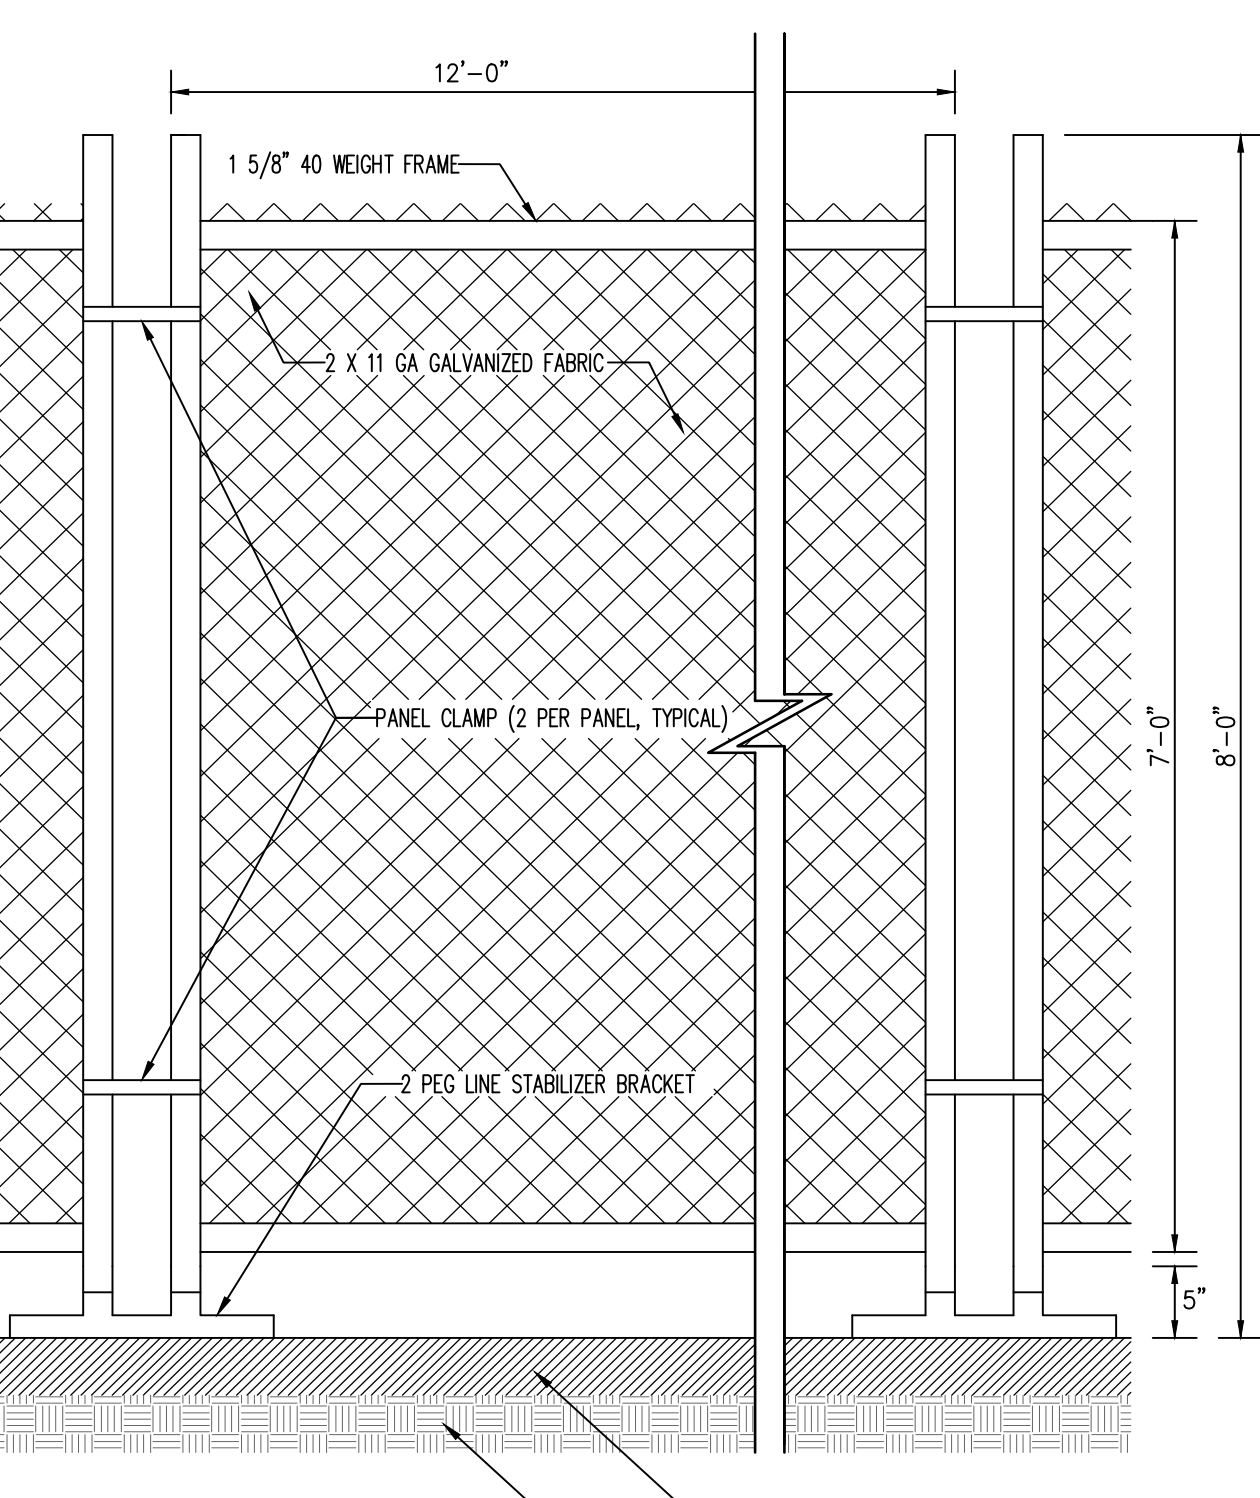 12'-0"
1 5/8" 40 WEIGHT FRAME
2 X 11 GA GALVANIZED FABRIC
PANEL CLAMP (2 PER PANEL, TYPICAL)
7'-0"
8'-0"
2 PEG LINE STABILIZER BRACKET
5"